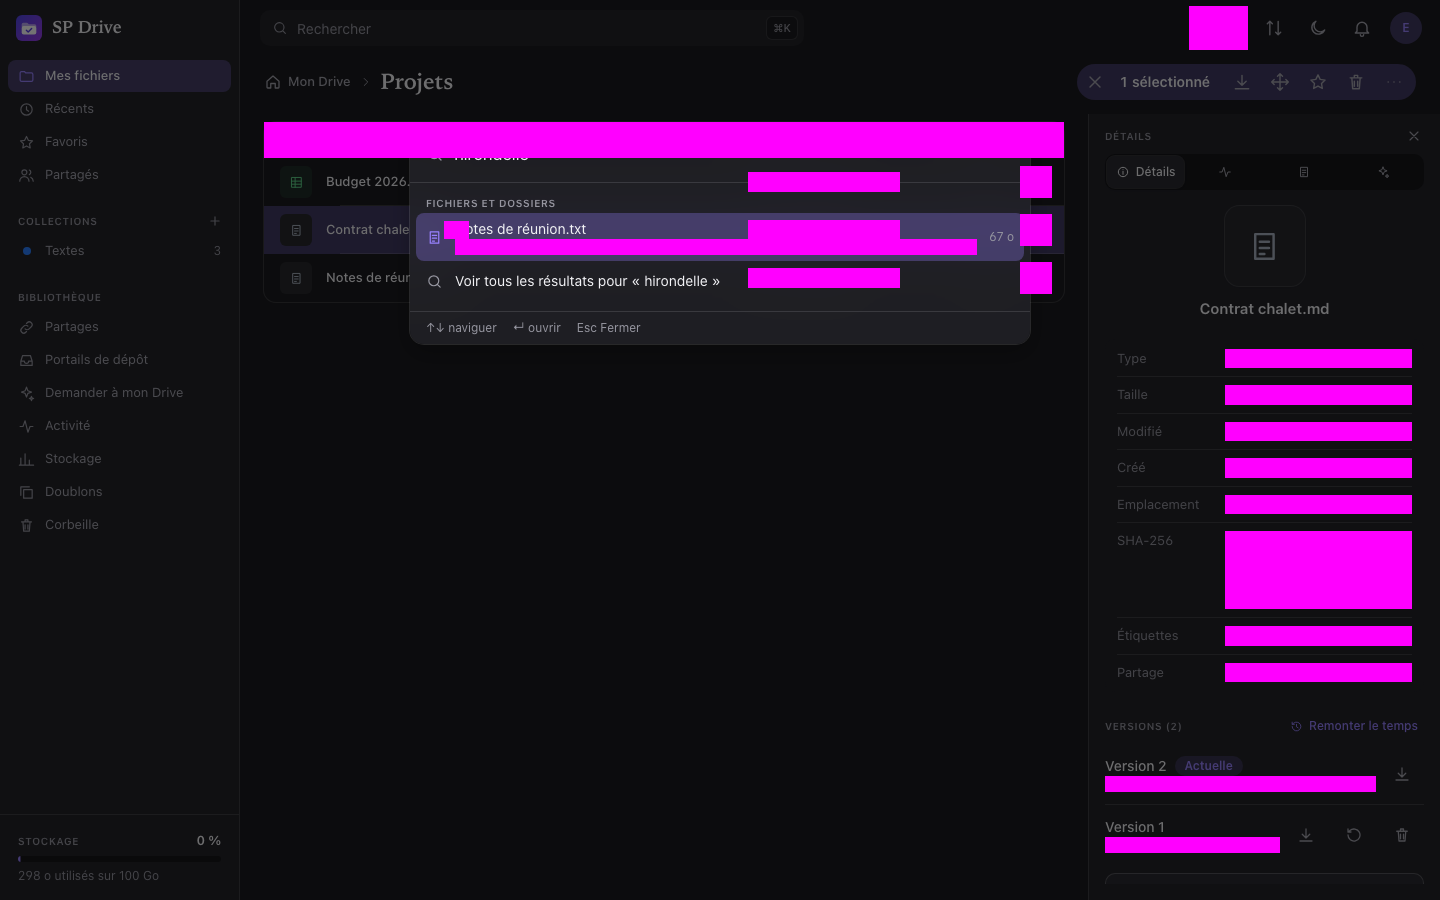 SP Drive
Rechercher
⌘K
E
Mes fichiers
Récents
Favoris
Partagés
COLLECTIONS
Textes 3
BIBLIOTHÈQUE
Partages
Portails de dépôt
Demander à mon Drive
Activité
Stockage
Doublons
Corbeille
STOCKAGE 0 %
298 o utilisés sur 100 Go
Mon Drive
Projets
1 sélectionné
Budget 2026.
Contrat
Notes de
hirondelle
FICHIERS ET DOSSIERS
de réunion.txt
67 o
Voir tous les résultats pour « hirondelle »
↑↓ naviguer ↵ ouvrir Esc Fermer
DÉTAILS
Détails
Contrat chalet.md
Type
Taille
Modifié
Créé
Emplacement
SHA-256
Étiquettes
Partage
VERSIONS (2)
Remonter le temps
Version 2 Actuelle
Version 1